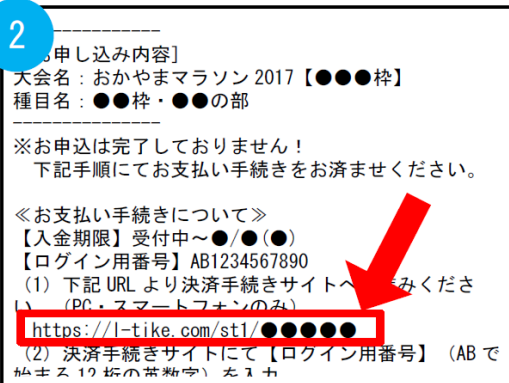 2
---------------
お申し込み内容]
大会名:おかやまマラソン 2017【●●●枠】
種目名:●●枠・●●の部
---------------
※お申込は完了しておりません!
下記手順にてお支払い手続きをお済ませください。
≪お支払い手続きについて≫
【入金期限】受付中~●/●(●)
【ログイン用番号】AB1234567890
(1) 下記 URL より決済手続きサイトへ みくださ
い。 (PC・スマートフォンのみ)
https://l-tike.com/st1/●●●●●
(2) 決済手続きサイトにて【ログイン用番号】 (AB で
始まる 12 桁の英数字) を入力